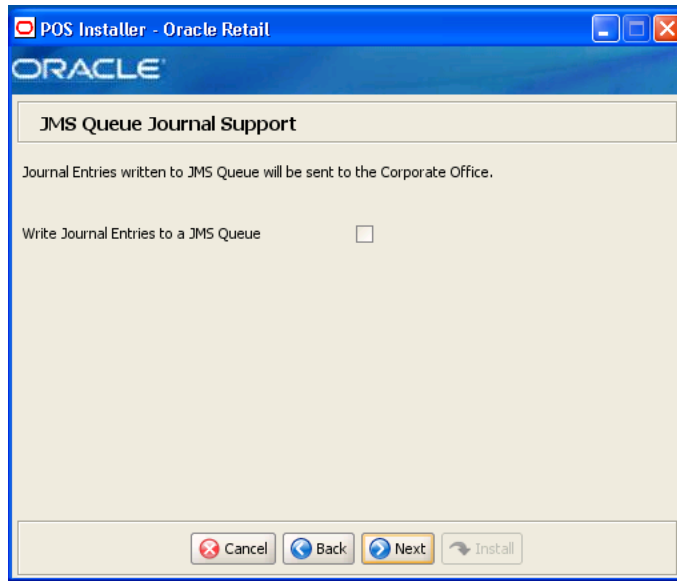 POS Installer - Oracle Retail
ORACLE
JMS Queue Journal Support
Journal Entries written to JMS Queue will be sent to the Corporate Office.
Write Journal Entries to a JMS Queue
Cancel Back Next Install